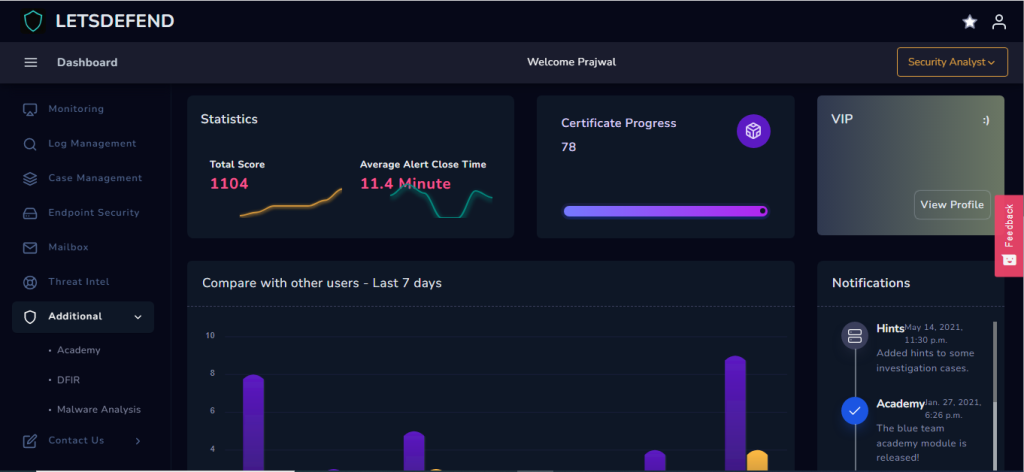 LETSDEFEND
Dashboard
Welcome Prajwal
Security Analyst
Monitoring
Log Management
Case Management
Endpoint Security
Mailbox
Threat Intel
Additional
Academy
DFIR
Malware Analysis
Contact Us
Statistics
Total Score
1104
Average Alert Close Time
11.4 Minute
Certificate Progress
78
VIP
:)
View Profile
Feedback
Compare with other users - Last 7 days
10
8
6
4
Notifications
Hints May 14, 2021,
11:30 p.m.
Added hints to some
investigation cases.
Academy Jan. 27, 2021,
6:26 p.m.
The blue team
academy module is
released!